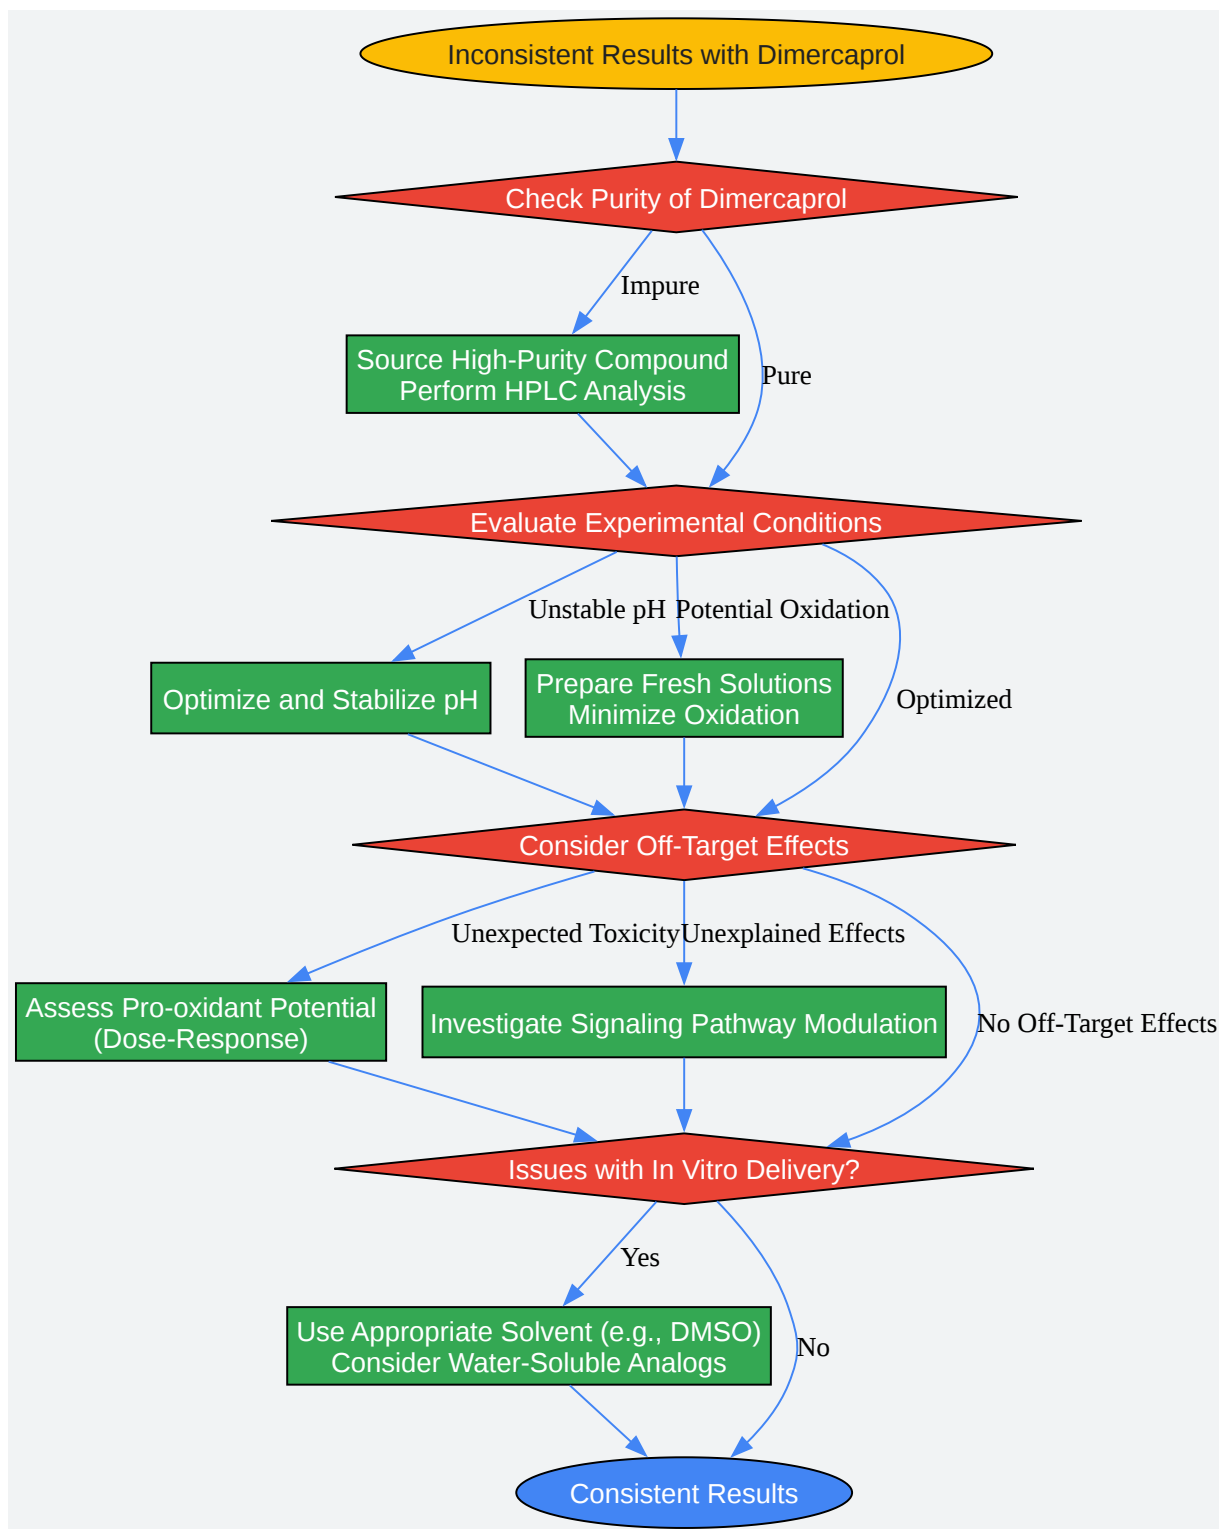 Inconsistent Results with Dimercaprol
Check Purity of Dimercaprol
Impure
Source High-Purity Compound
Perform HPLC Analysis
Pure
Evaluate Experimental Conditions
Unstable pH
Potential Oxidation
Optimize and Stabilize pH
Prepare Fresh Solutions
Minimize Oxidation
Optimized
Consider Off-Target Effects
Unexpected Toxicity
Unexplained Effects
Assess Pro-oxidant Potential
(Dose-Response)
Investigate Signaling Pathway Modulation
No Off-Target Effects
Issues with In Vitro Delivery?
Yes
Use Appropriate Solvent (e.g., DMSO)
Consider Water-Soluble Analogs
No
Consistent Results